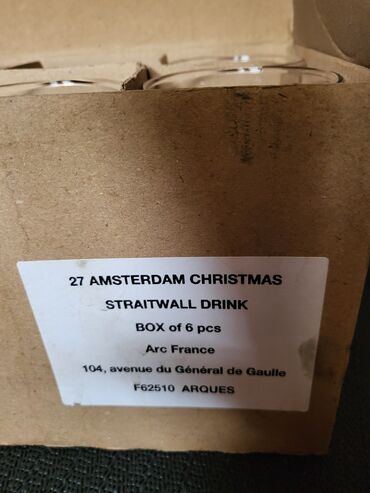 27 AMSTERDAM CHRISTMAS
STRAITWALL DRINK
BOX of 6 pcs
Arc France
104, avenue du Général de Gaulle
F62510 ARQUES